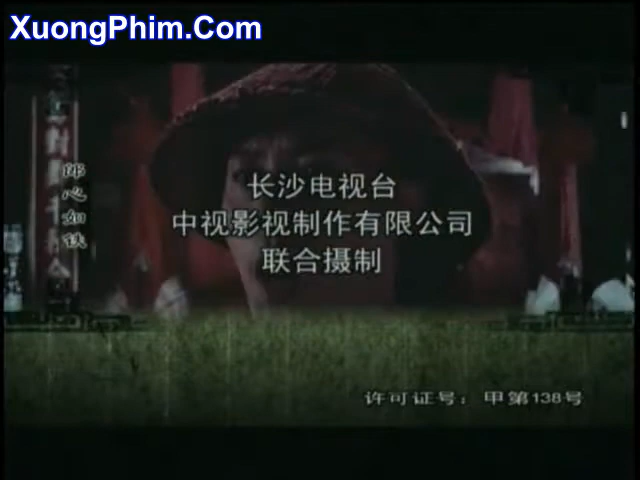 XuongPhim.Com
郎心如铁
长沙电视台
中视影视制作有限公司
联合摄制
许可证号：甲第138号